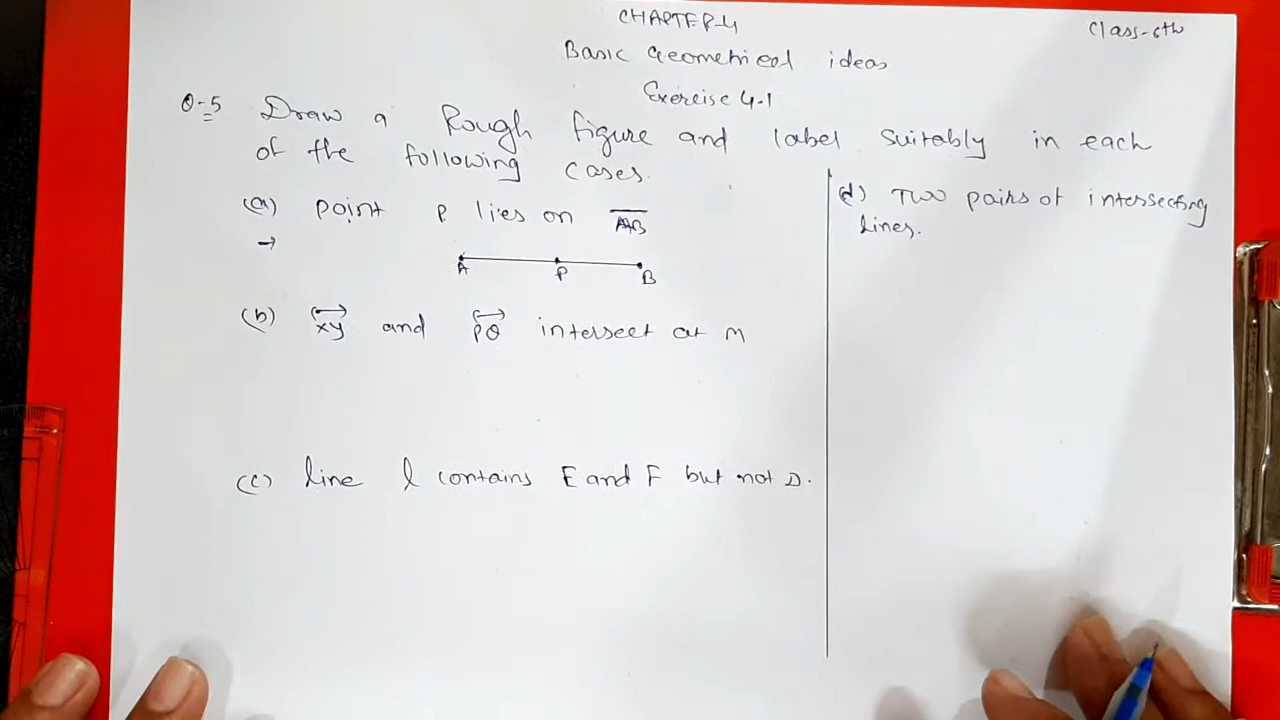 CHAPTER-4
Class-6th
Basic Geometrical ideas
Exercise 4.1
Q-5 Draw a Rough figure and label suitably in each
of the following cases.
(a) point P lies on AB
→
A P B
(b) xy and PQ intersect at M
(c) line l contains E and F but not D.
(d) Two pairs of intersecting
lines.